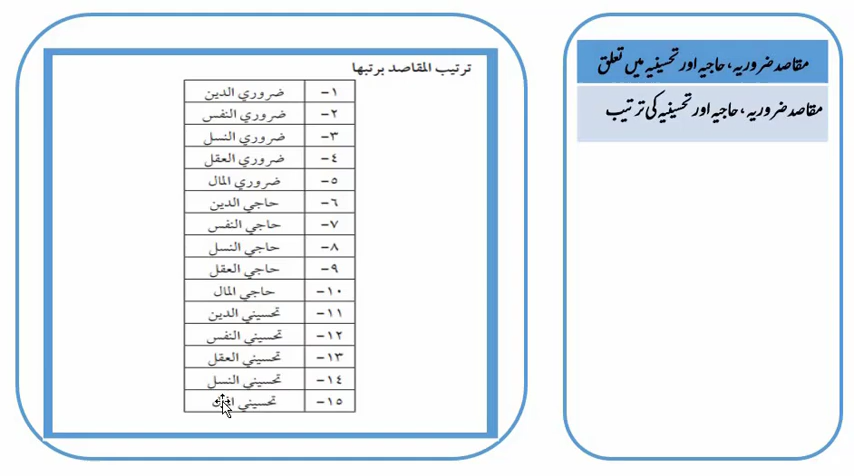 مقاصد ضروریہ، حاجیہ اور تحسینیہ میں تعلق
مقاصد ضروریہ، حاجیہ اور تحسینیہ کی ترتیب
ترتيب المقاصد برتبها
١- ضروري الدين
٢- ضروري النفس
٣- ضروري النسل
٤- ضروري العقل
٥- ضروري المال
٦- حاجي الدين
٧- حاجي النفس
٨- حاجي النسل
٩- حاجي العقل
١٠- حاجي المال
١١- تحسيني الدين
١٢- تحسيني النفس
١٣- تحسيني العقل
١٤- تحسيني النسل
١٥- تحسيني